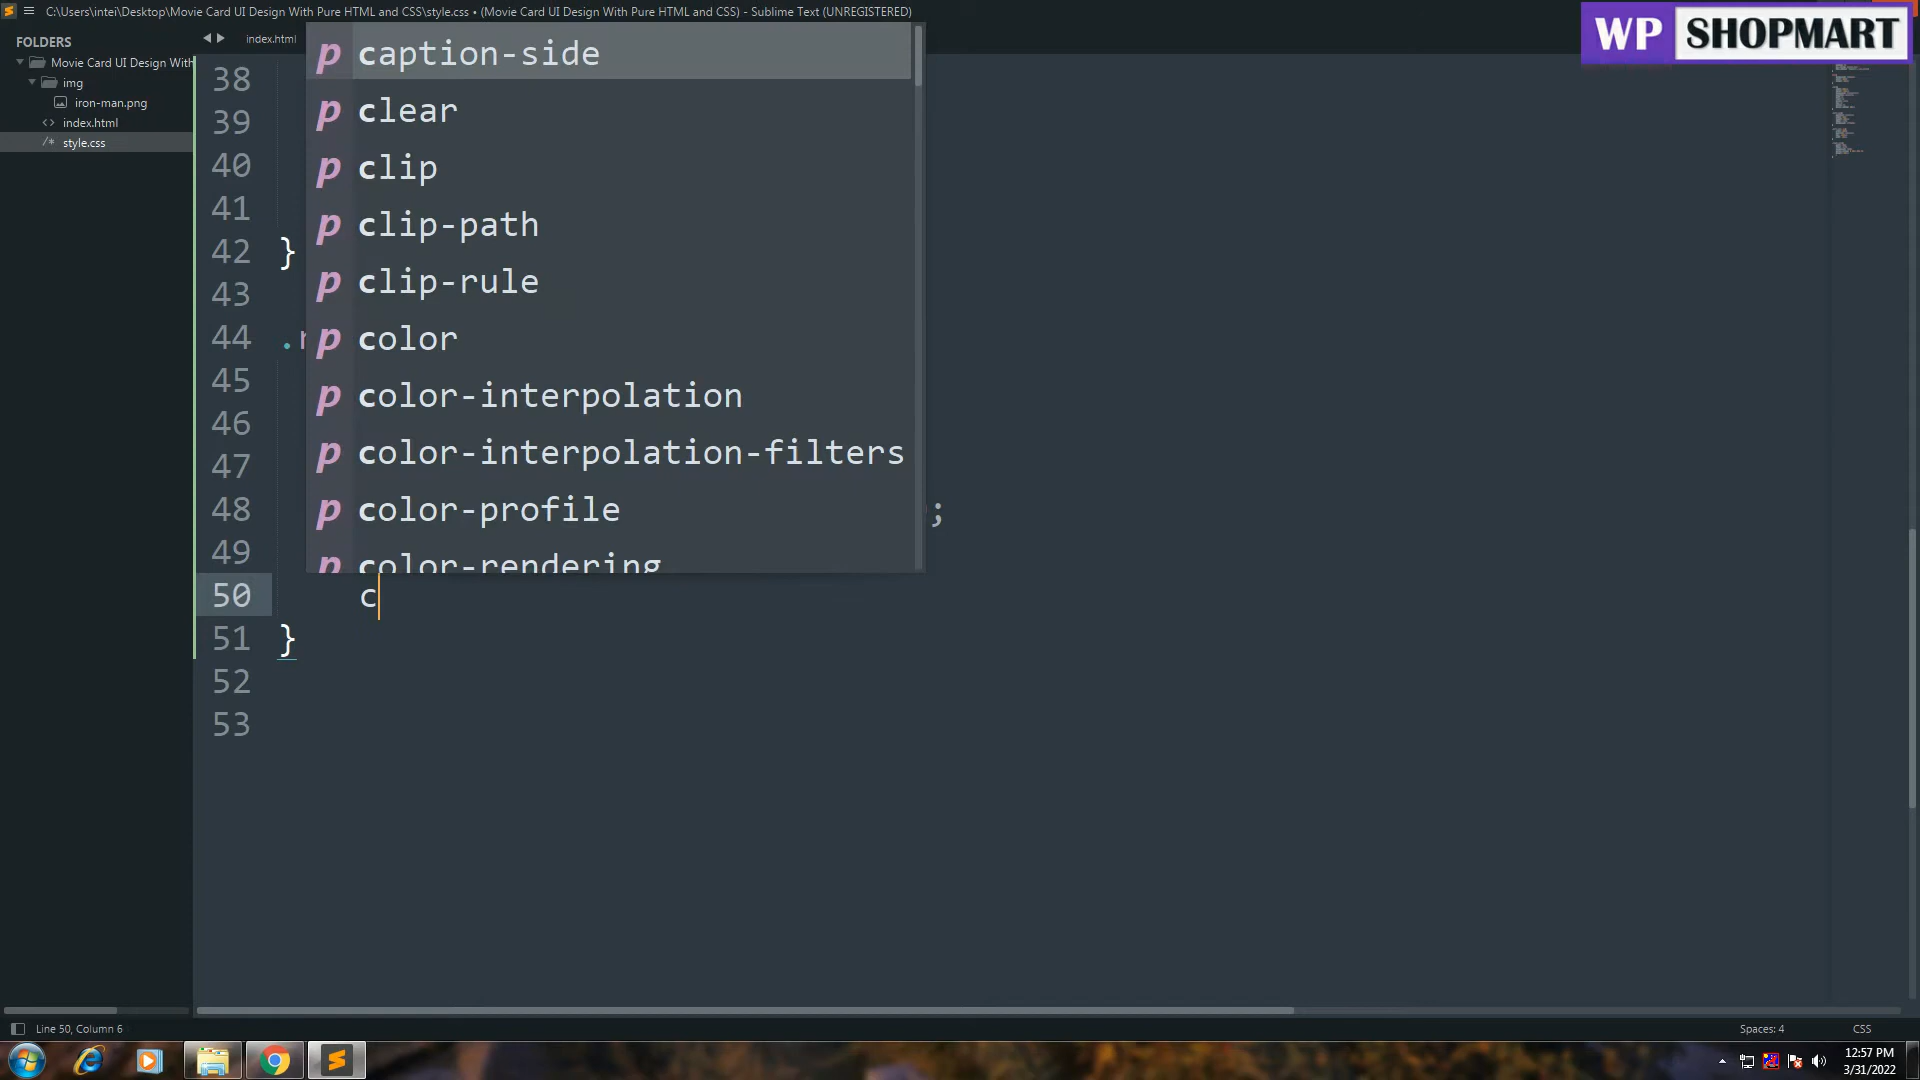 C:\Users\intei\Desktop\Movie Card UI Design With Pure HTML and CSS\style.css • (Movie Card UI Design With Pure HTML and CSS) - Sublime Text (UNREGISTERED)
WP SHOPMART
FOLDERS
Movie Card UI Design With
img
iron-man.png
index.html
style.css
index.html
caption-side
clear
clip
clip-path
clip-rule
color
color-interpolation
color-interpolation-filters
color-profile
color-rendering
38
39
40
41
42 }
43
44 .
45
46
47
48 ;
49
50 c
51 }
52
53
Line 50, Column 6
Spaces: 4
CSS
12:57 PM
3/31/2022